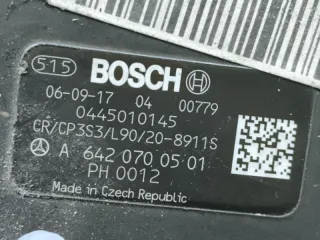 515 BOSCH
06-09-17 04 00779
0445010145
CR/CP3S3/L90/20-8911S
A 642 070 05 01
PH 0012
Made in Czech Republic